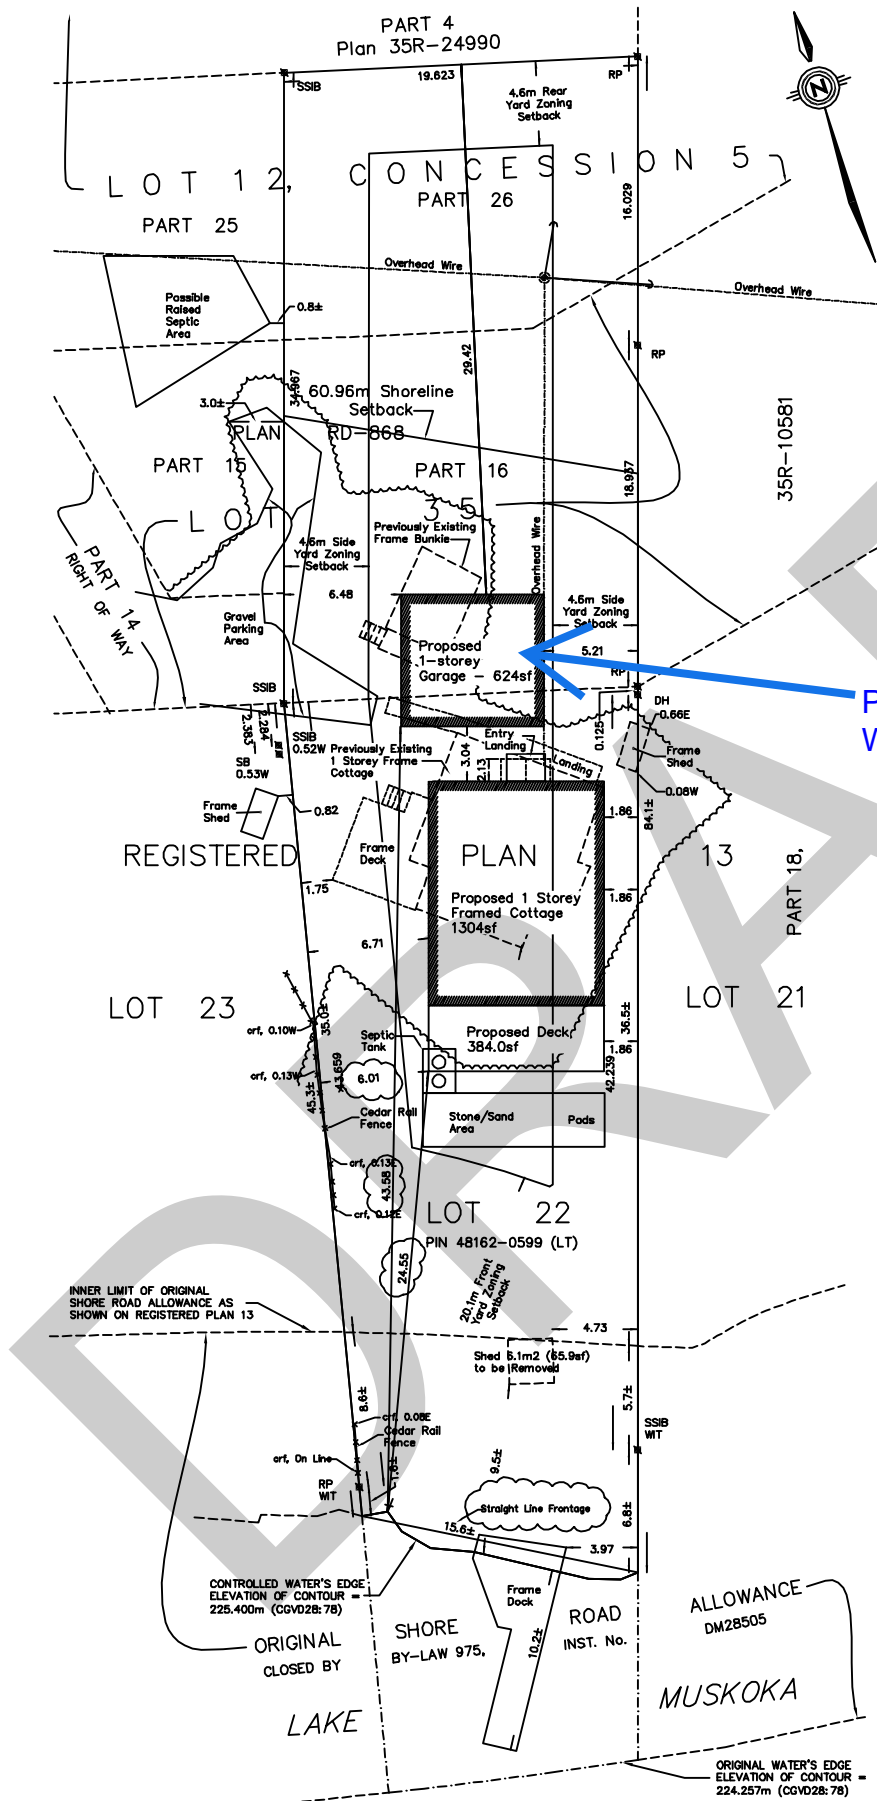 PART 4
Plan 35R-24990
19.623
SSIB
RP
4.6m Rear
Yard Zoning
Setback
N
LOT 12, CONCESSION 5
PART 26
PART 25
16.029
Overhead Wire
Overhead Wire
Possible
Raised
Septic
Area
0.8±
RP
29.42
34.967
60.96m Shoreline
Setback
3.0±
PLAN RD-868
35R-10581
PART 15
PART 16
18.937
LOT
35
Previously Existing
Frame Bunkie
4.6m Side
Yard Zoning
Setback
Overhead Wire
PART 14
RIGHT OF WAY
6.48
4.6m Side
Yard Zoning
Setback
Gravel
Parking
Area
Proposed
1-storey
Garage - 624sf
5.21
RP
SSIB
DH
0.66E
2.383
2.284
SSIB
0.52W
SB
0.53W
Previously Existing
1 Storey Frame
Cottage
3.04
Entry
Landing
Landing
2.13
0.125
Frame
Shed
0.08W
Frame
Shed
0.82
1.86
84.1±
Frame
Deck
REGISTERED PLAN 13
PART 18,
1.75
1.86
Proposed 1 Storey
Framed Cottage
1304sf
6.71
LOT 23
LOT 21
crf, 0.10W
35.0±
Septic
Tank
Proposed Deck
384.0sf
36.5±
1.86
crf, 0.13W
43.659
6.01
42.239
45.3±
Cedar Rail
Fence
Stone/Sand
Area
Pads
crf, 0.13E
43.58
crf, 0.12E
LOT 22
PIN 48162-0599 (LT)
24.55
20.1m Front
Yard Zoning
Setback
INNER LIMIT OF ORIGINAL
SHORE ROAD ALLOWANCE AS
SHOWN ON REGISTERED PLAN 13
4.73
Shed 6.1m2 (65.9sf)
to be Removed
8.6±
5.7±
crf, 0.08E
Cedar Rail
Fence
SSIB
WIT
crf, On Line
1.6±
9.5±
RP
WIT
Straight Line Frontage
15.6±
6.8±
3.97
CONTROLLED WATER'S EDGE
ELEVATION OF CONTOUR =
225.400m (CGVD28:78)
Frame
Dock
10.2±
ORIGINAL SHORE ROAD ALLOWANCE
CLOSED BY BY-LAW 975, INST. No. DM28505
LAKE MUSKOKA
ORIGINAL WATER'S EDGE
ELEVATION OF CONTOUR =
224.257m (CGVD28:78)
P
W
DRA